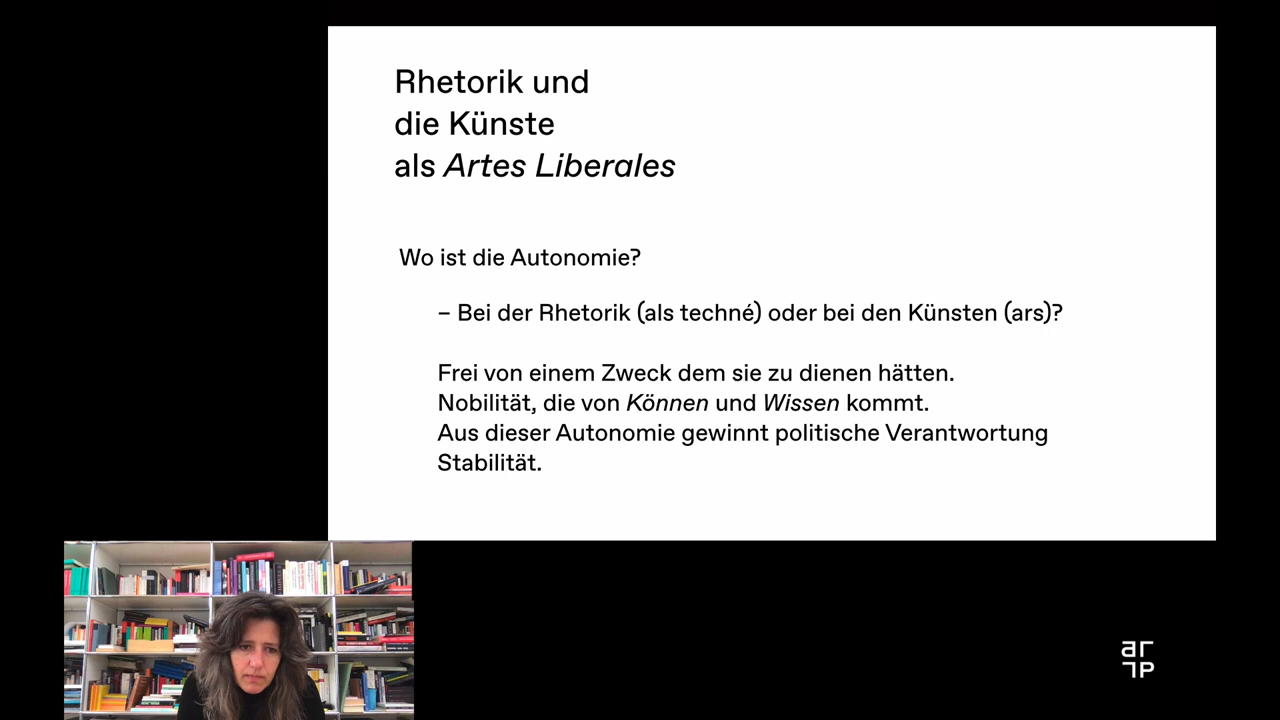 Rhetorik und
die Künste
als Artes Liberales
Wo ist die Autonomie?
– Bei der Rhetorik (als techné) oder bei den Künsten (ars)?
Frei von einem Zweck dem sie zu dienen hätten.
Nobilität, die von Können und Wissen kommt.
Aus dieser Autonomie gewinnt politische Verantwortung
Stabilität.